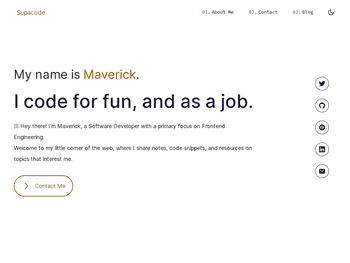 Supacode
01. About Me
02. Contact
03. Blog
My name is Maverick.
I code for fun, and as a job.
Hey there! I'm Maverick, a Software Developer with a primary focus on Frontend
Engineering.
Welcome to my little corner of the web, where I share notes, code snippets, and resources on
topics that interest me.
Contact Me